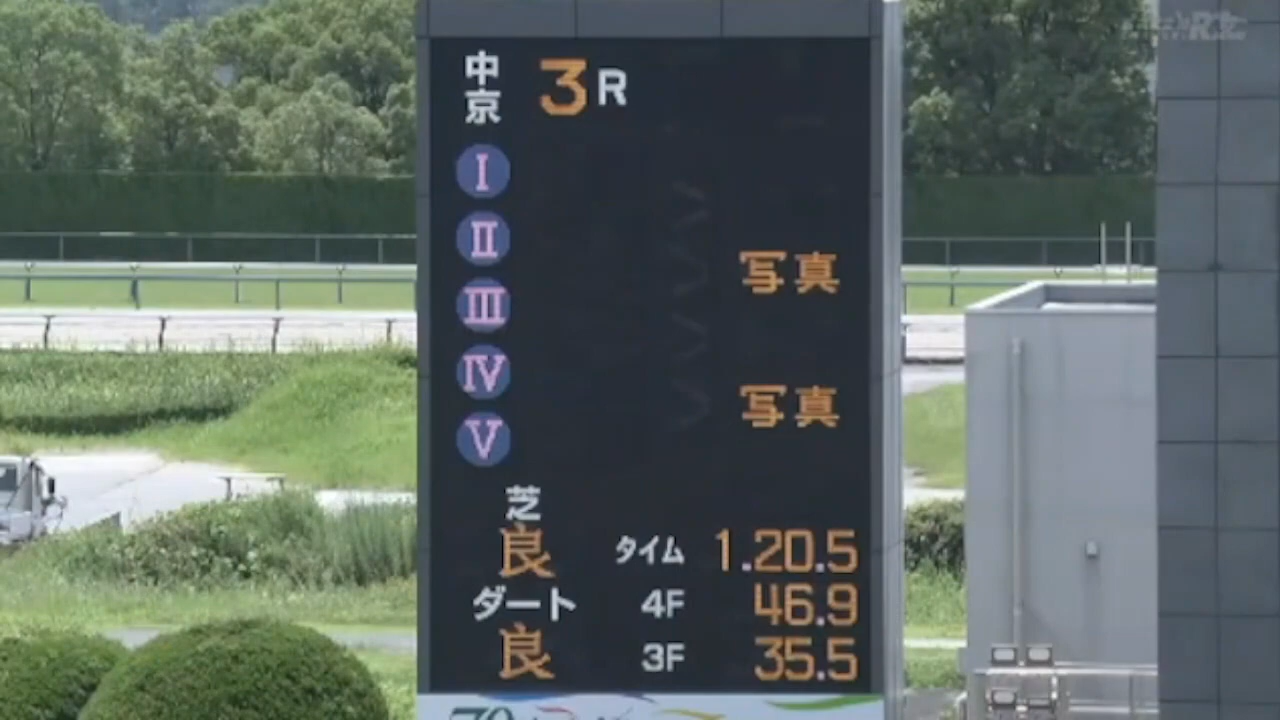 中京 3R
Ⅰ
Ⅱ
写真
Ⅲ
Ⅳ
写真
Ⅴ
芝
良 タイム 1.20.5
ダート 4F 46.9
良 3F 35.5
70